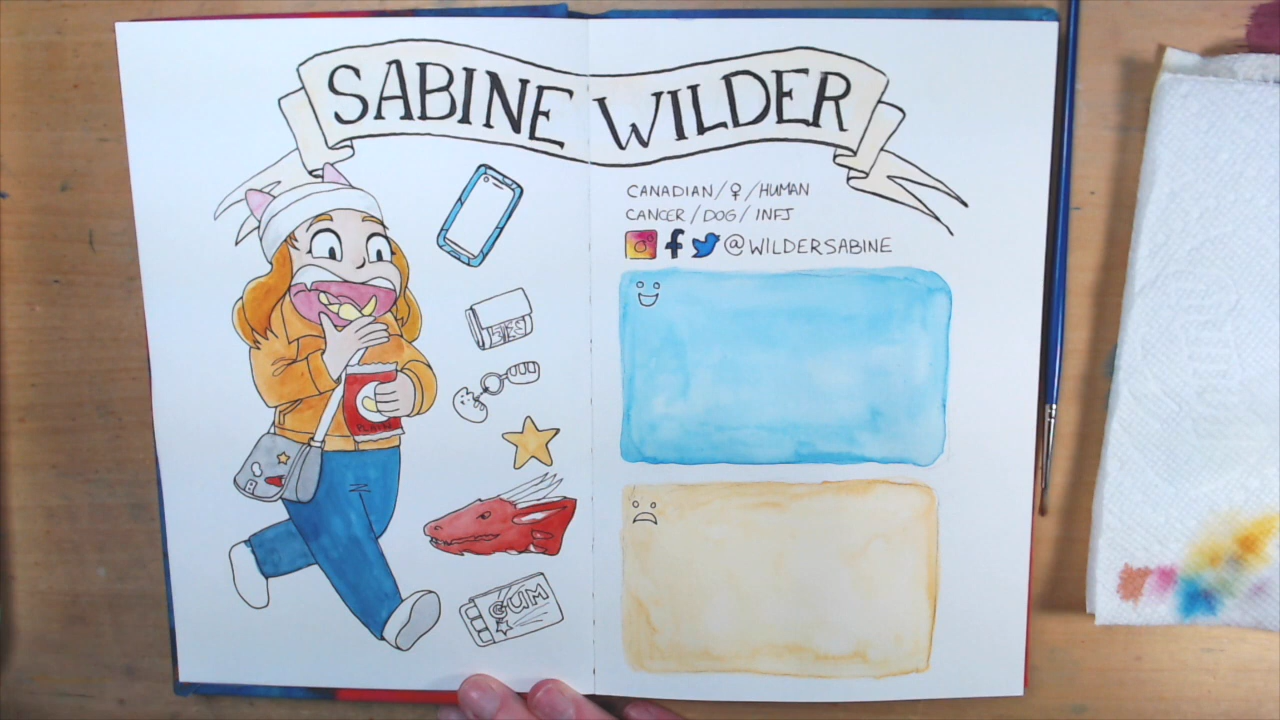 SABINE WILDER
CANADIAN/♀/HUMAN
CANCER/DOG/INFJ
@WILDERSABINE
PLAIN
GUM